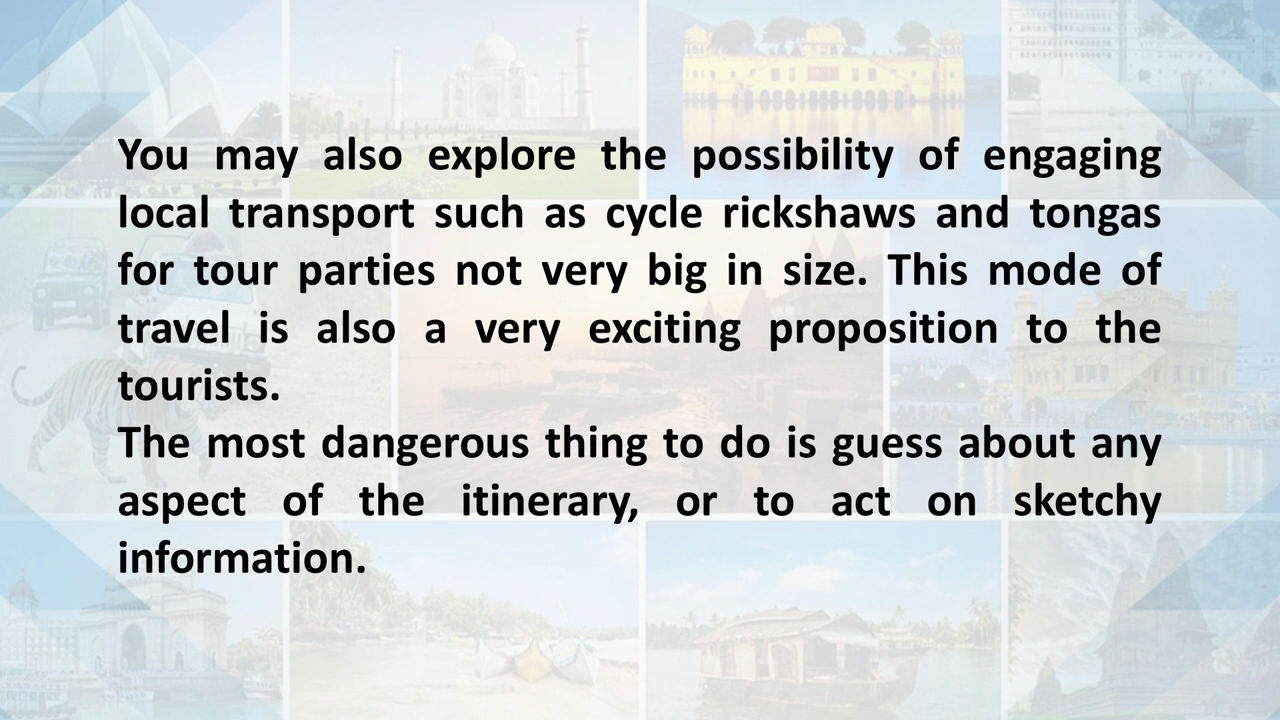 You may also explore the possibility of engaging
local transport such as cycle rickshaws and tongas
for tour parties not very big in size. This mode of
travel is also a very exciting proposition to the
tourists.
The most dangerous thing to do is guess about any
aspect of the itinerary, or to act on sketchy
information.